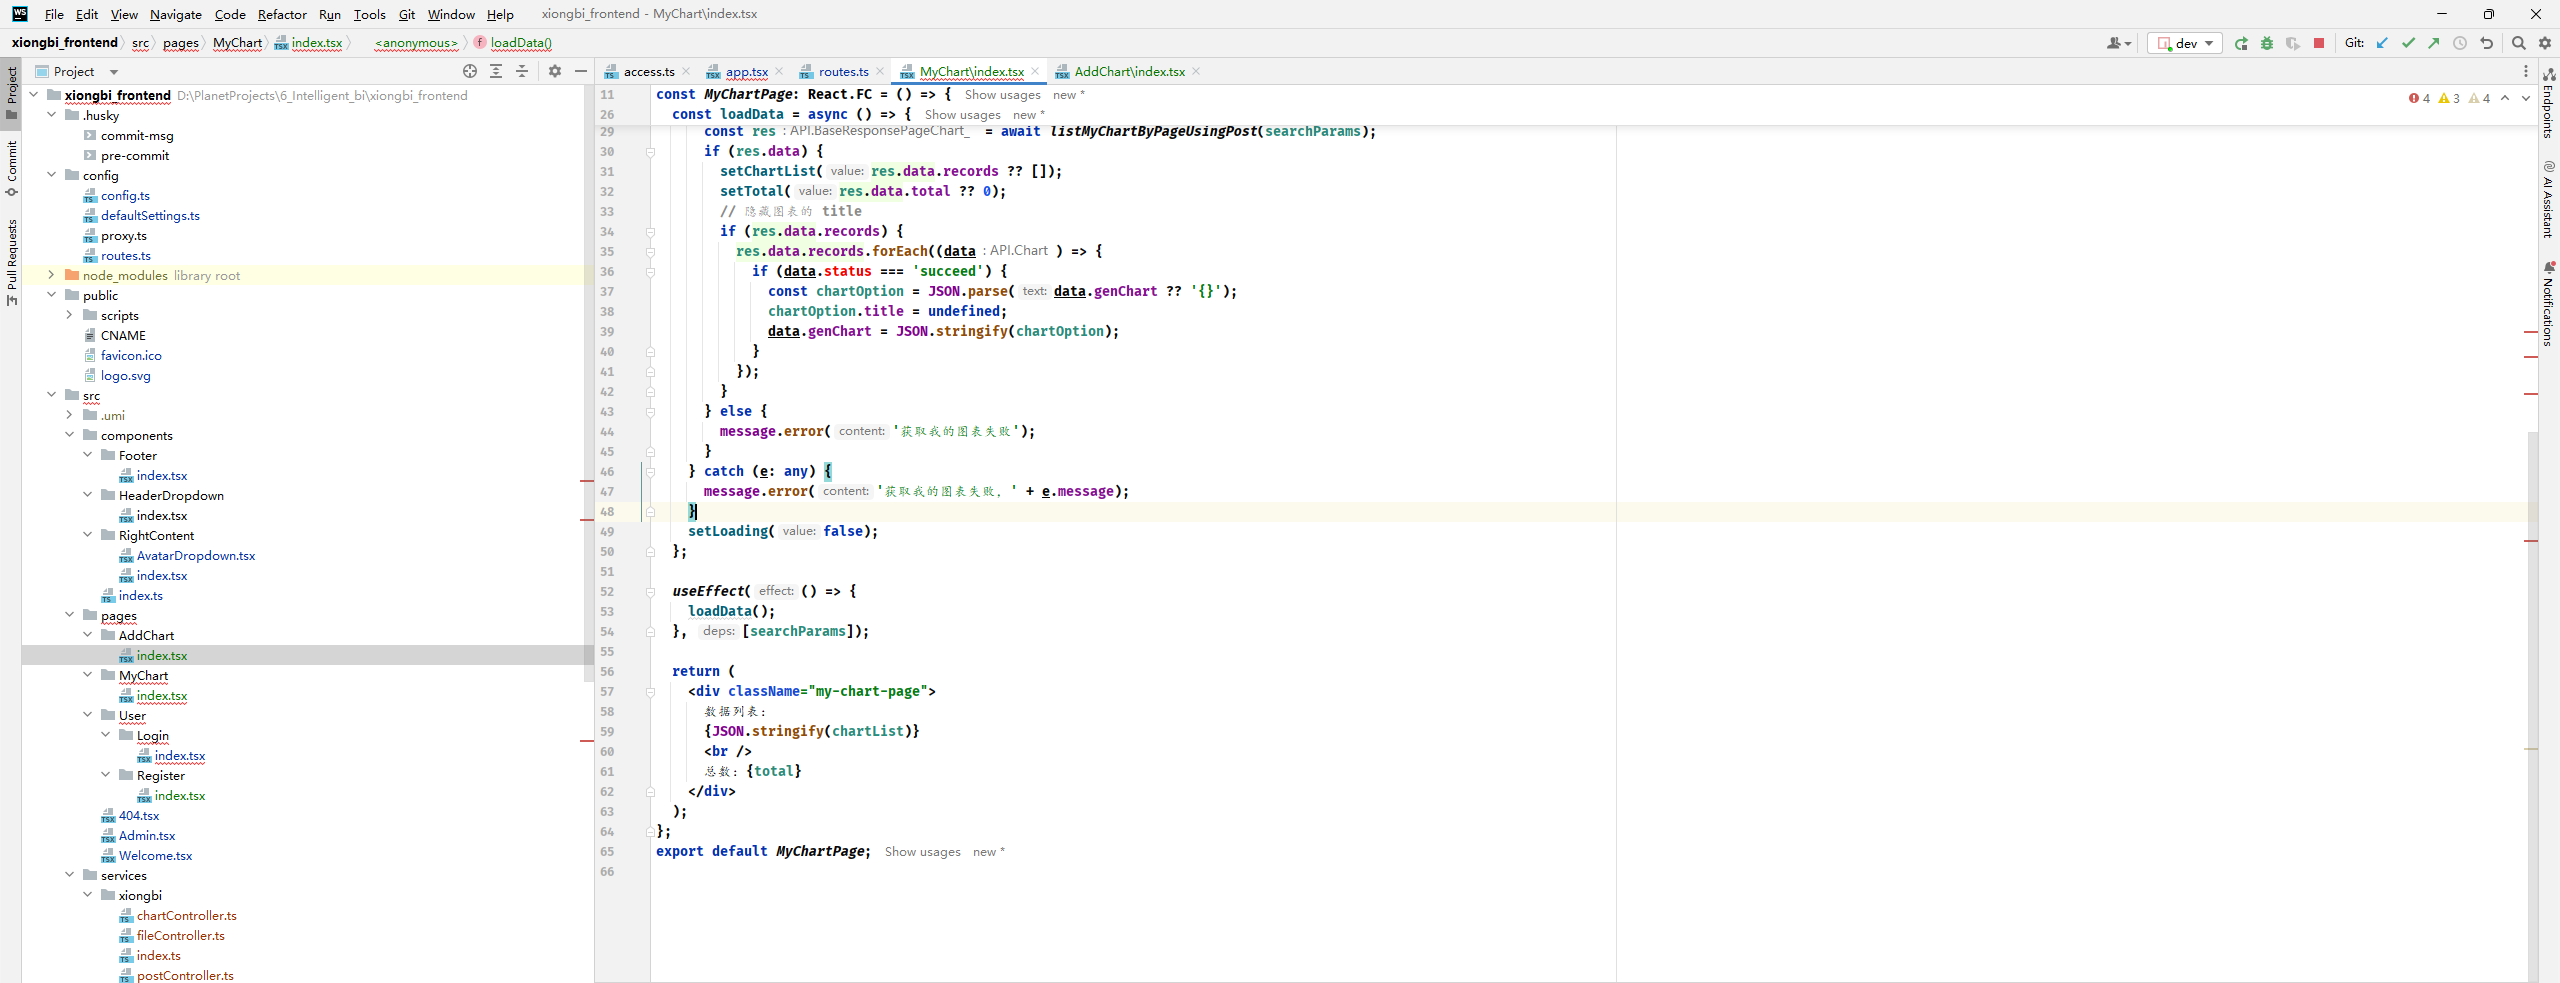 WS File Edit View Navigate Code Refactor Run Tools Git Window Help xiongbi_frontend - MyChart\index.tsx
xiongbi_frontend src pages MyChart index.tsx <anonymous> f loadData() dev Git:
Project
access.ts app.tsx routes.ts MyChart\index.tsx AddChart\index.tsx
Project
Commit
Pull Requests
xiongbi_frontend D:\PlanetProjects\6_Intelligent_bi\xiongbi_frontend
.husky
commit-msg
pre-commit
config
config.ts
defaultSettings.ts
proxy.ts
routes.ts
node_modules library root
public
scripts
CNAME
favicon.ico
logo.svg
src
.umi
components
Footer
index.tsx
HeaderDropdown
index.tsx
RightContent
AvatarDropdown.tsx
index.tsx
index.ts
pages
AddChart
index.tsx
MyChart
index.tsx
User
Login
index.tsx
Register
index.tsx
404.tsx
Admin.tsx
Welcome.tsx
services
xiongbi
chartController.ts
fileController.ts
index.ts
postController.ts
11 const MyChartPage: React.FC = () => { Show usages new *
26 const loadData = async () => { Show usages new *
29 const res : API.BaseResponsePageChart_ = await listMyChartByPageUsingPost(searchParams);
30 if (res.data) {
31 setChartList( value: res.data.records ?? []);
32 setTotal( value: res.data.total ?? 0);
33 // 隐藏图表的 title
34 if (res.data.records) {
35 res.data.records.forEach((data : API.Chart ) => {
36 if (data.status === 'succeed') {
37 const chartOption = JSON.parse( text: data.genChart ?? '{}');
38 chartOption.title = undefined;
39 data.genChart = JSON.stringify(chartOption);
40 }
41 });
42 }
43 } else {
44 message.error( content: '获取我的图表失败');
45 }
46 } catch (e: any) {
47 message.error( content: '获取我的图表失败，' + e.message);
48 }
49 setLoading( value: false);
50 };
51
52 useEffect( effect: () => {
53 loadData();
54 }, deps: [searchParams]);
55
56 return (
57 <div className="my-chart-page">
58 数据列表：
59 {JSON.stringify(chartList)}
60 <br />
61 总数：{total}
62 </div>
63 );
64 };
65 export default MyChartPage; Show usages new *
66
4 3 4
Endpoints
AI Assistant
Notifications